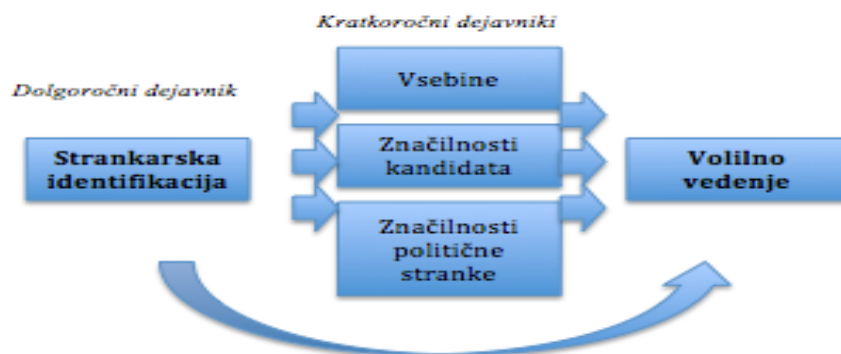 Kratkoročni dejavniki
Dolgoročni dejavnik
Vsebine
Strankarska
identifikacija
Značilnosti
kandidata
Volilno
vedenje
Značilnosti
politične
stranke